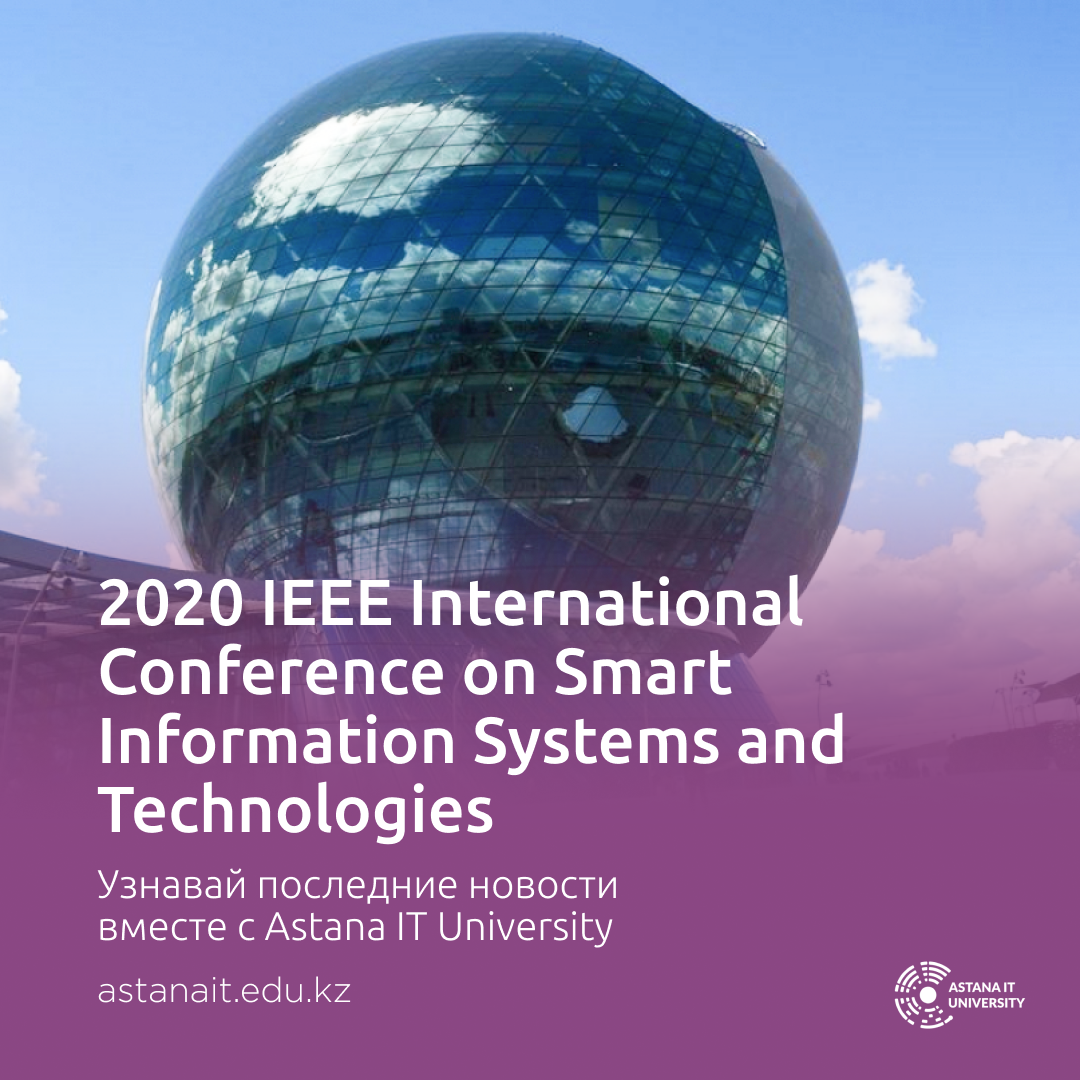 2020 IEEE International
Conference on Smart
Information Systems and
Technologies
Узнавай последние новости
вместе с Astana IT University
astanait.edu.kz
ASTANA IT
UNIVERSITY